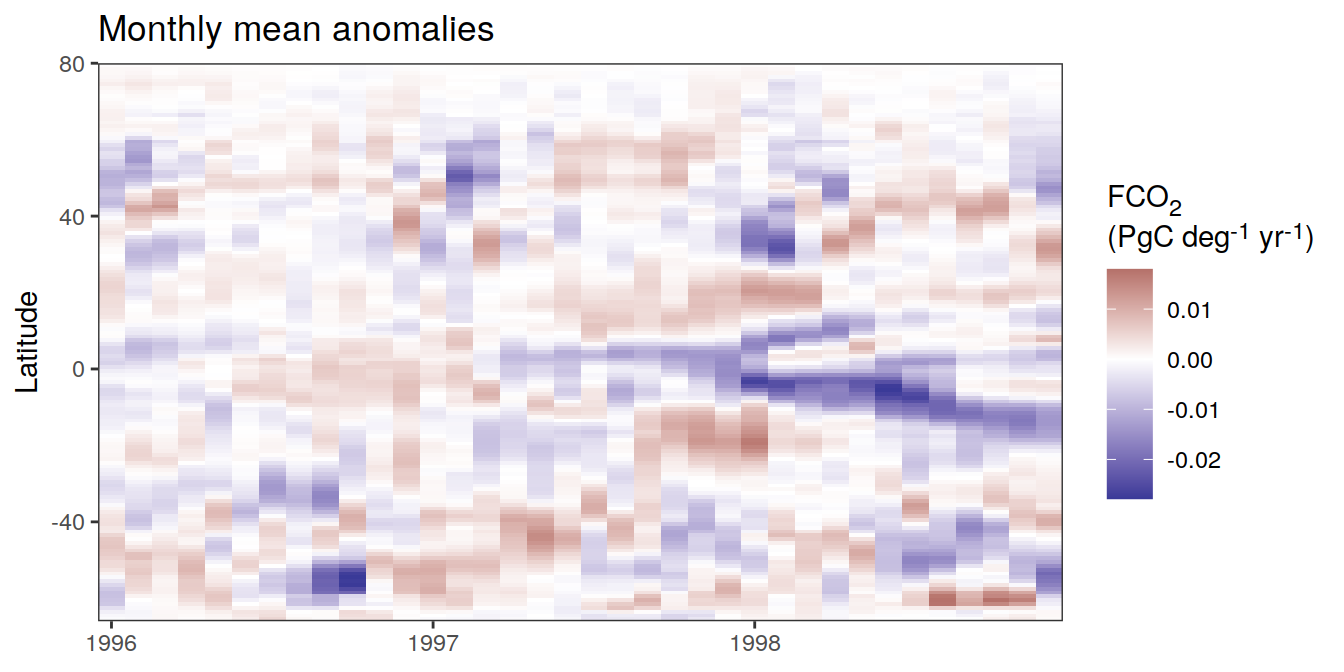 Monthly mean anomalies
80
40
0
-40
Latitude
1996
1997
1998
FCO₂
(PgC deg⁻¹ yr⁻¹)
0.01
0.00
-0.01
-0.02